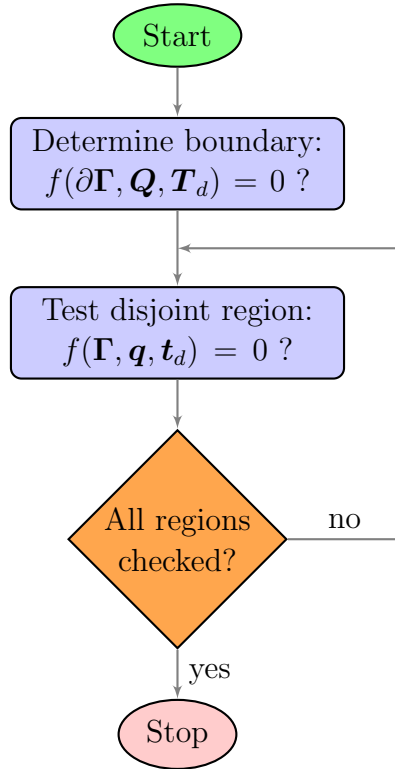 Start
Determine boundary:
f(∂Γ, Q, T_d) = 0 ?
Test disjoint region:
f(Γ, q, t_d) = 0 ?
All regions
checked?
no
yes
Stop